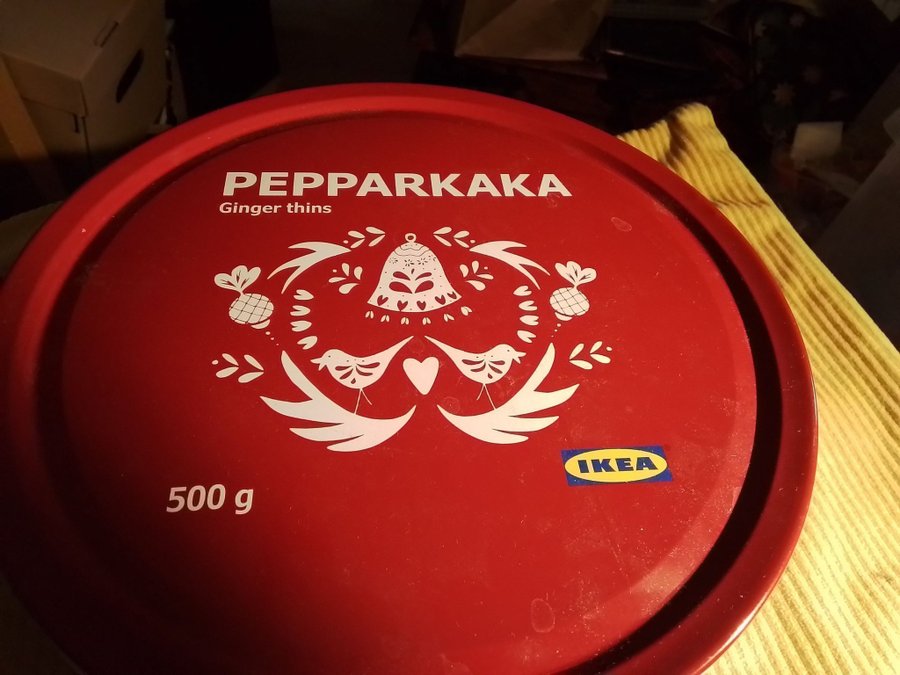 PEPPARKAKA
Ginger thins
IKEA
500 g